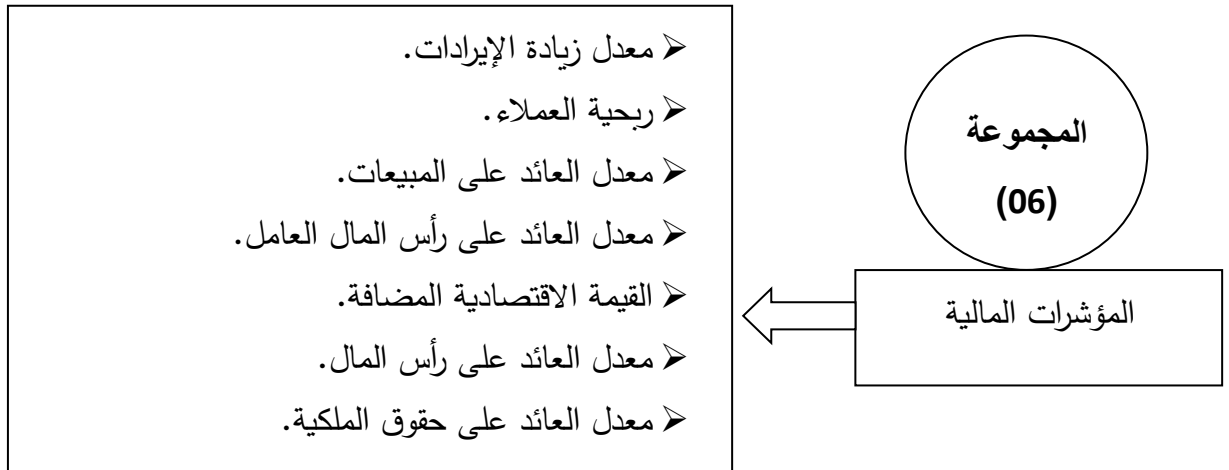 المجموعة
(06)
المؤشرات المالية
معدل زيادة الإيرادات.
ربحية العملاء.
معدل العائد على المبيعات.
معدل العائد على رأس المال العامل.
القيمة الاقتصادية المضافة.
معدل العائد على رأس المال.
معدل العائد على حقوق الملكية.